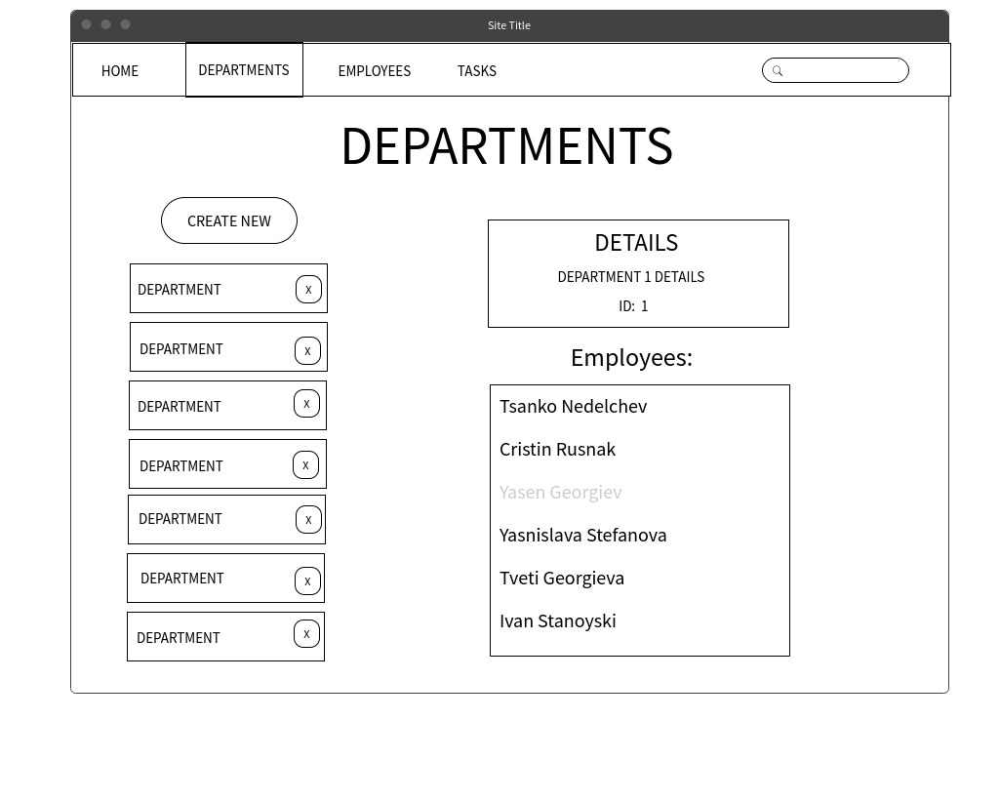 Site Title
HOME DEPARTMENTS EMPLOYEES TASKS
DEPARTMENTS
CREATE NEW
DEPARTMENT X
DEPARTMENT X
DEPARTMENT X
DEPARTMENT X
DEPARTMENT X
DEPARTMENT X
DEPARTMENT X
DETAILS
DEPARTMENT 1 DETAILS
ID: 1
Employees:
Tsanko Nedelchev
Cristin Rusnak
Yasen Georgiev
Yasnislava Stefanova
Tveti Georgieva
Ivan Stanoyski